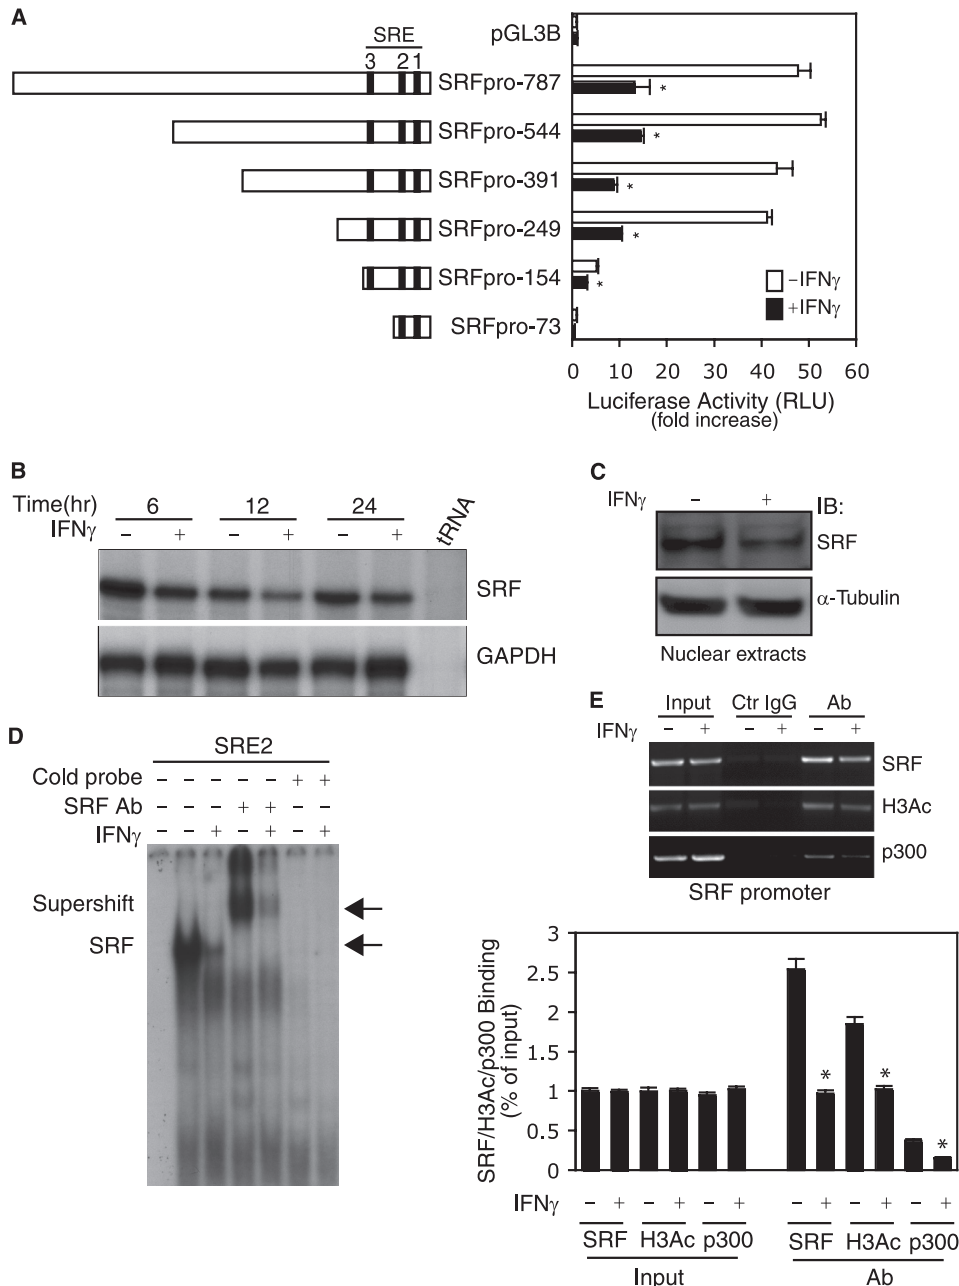 A
SRE
3 2 1
pGL3B
SRFpro-787
*
SRFpro-544
*
SRFpro-391
*
SRFpro-249
*
SRFpro-154
*
SRFpro-73
−IFNγ
+IFNγ
0 10 20 30 40 50 60
Luciferase Activity (RLU)
(fold increase)
B
Time(hr) 6 12 24 tRNA
IFNγ − + − + − +
SRF
GAPDH
C
IFNγ − + IB:
SRF
α-Tubulin
Nuclear extracts
D
SRE2
Cold probe − − − − − + +
SRF Ab − − − + + − −
IFNγ − − + − + − +
Supershift
SRF
E
Input Ctr IgG Ab
IFNγ − + − + − +
SRF
H3Ac
p300
SRF promoter
SRF/H3Ac/p300 Binding
(% of input)
3
2.5
2
1.5
1
0.5
0
* * *
IFNγ − + − + − + − + − + − +
SRF H3Ac p300 SRF H3Ac p300
Input Ab